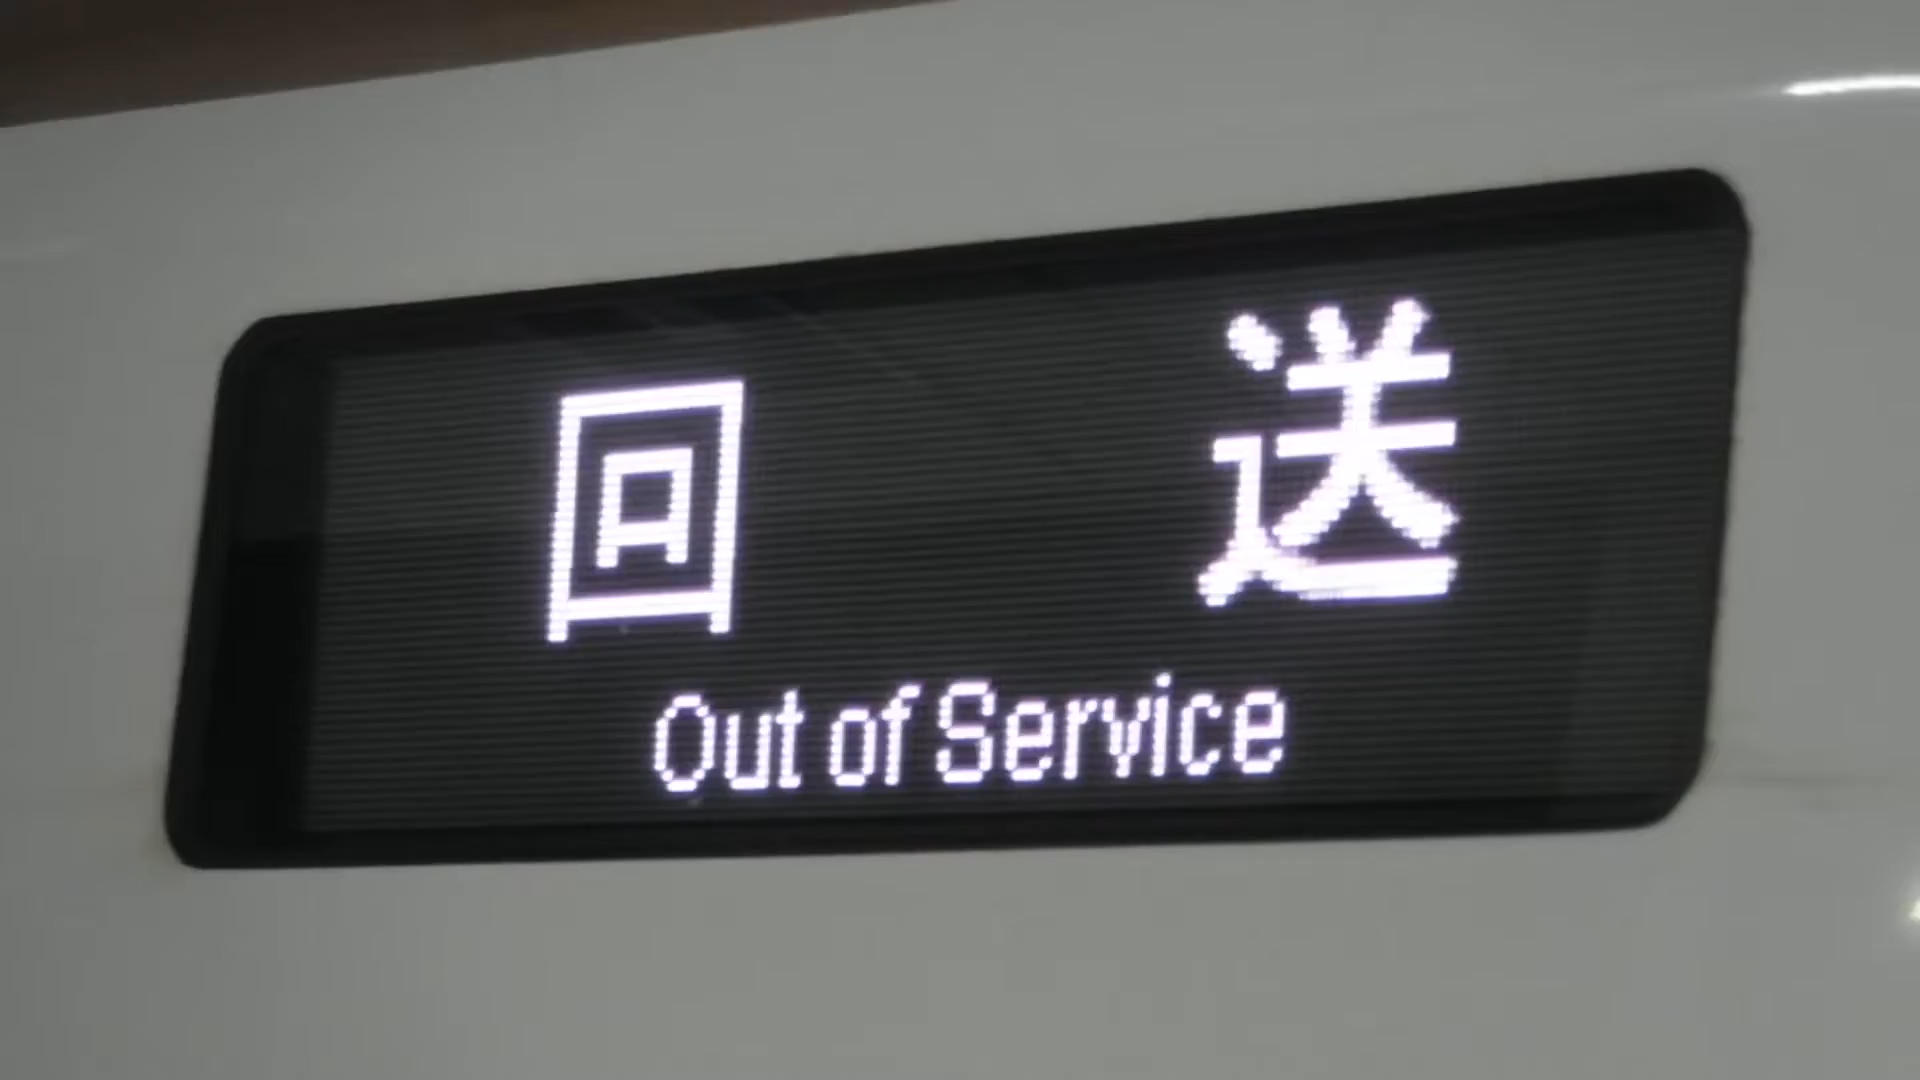 回送
Out of Service